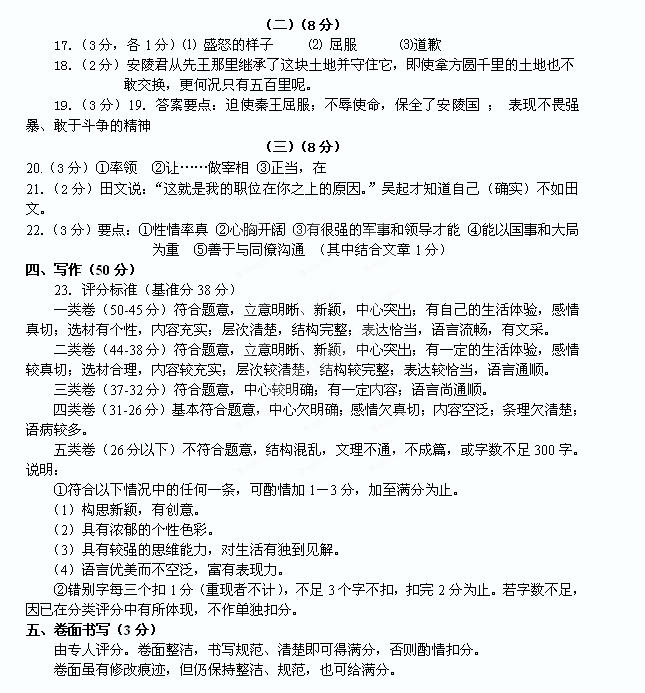 （二）（8分）
17.（3分，各1分）⑴ 盛怒的样子 ⑵ 屈服 ⑶道歉
18.（2分）安陵君从先王那里继承了这块土地并守住它，即使拿方圆千里的土地也不
敢交换，更何况只有五百里呢。
19.（3分）19. 答案要点：迫使秦王屈服；不辱使命，保全了安陵国 ； 表现不畏强
暴、敢于斗争的精神
（三）（8分）
20.（3分）①率领 ②让……做宰相 ③正当，在
21.（2分）田文说：“这就是我的职位在你之上的原因。”吴起才知道自己（确实）不如田
文。
22.（3分）要点：①性情率真 ②心胸开阔 ③有很强的军事和领导才能 ④能以国事和大局
为重 ⑤善于与同僚沟通 （其中结合文章1分）
四、写作（50分）
23. 评分标准（基准分38分）
一类卷（50-45分）符合题意，立意明晰、新颖，中心突出；有自己的生活体验，感情
真切；选材有个性，内容充实；层次清楚，结构完整；表达恰当，语言流畅，有文采。
二类卷（44-38分）符合题意，立意明晰、新颖，中心突出；有一定的生活体验，感情
较真切；选材合理，内容较充实；层次较清楚，结构较完整；表达较恰当，语言通顺。
三类卷（37-32分）符合题意，中心较明确；有一定内容；语言尚通顺。
四类卷（31-26分）基本符合题意，中心欠明确；感情欠真切；内容空泛；条理欠清楚；
语病较多。
五类卷（26分以下）不符合题意，结构混乱，文理不通，不成篇，或字数不足300字。
说明：
①符合以下情况中的任何一条，可酌情加1—3分，加至满分为止。
（1）构思新颖，有创意。
（2）具有浓郁的个性色彩。
（3）具有较强的思维能力，对生活有独到见解。
（4）语言优美而不空泛，富有表现力。
②错别字每三个扣1分（重现者不计），不足3个字不扣，扣完2分为止。若字数不足，
因已在分类评分中有所体现，不作单独扣分。
五、卷面书写（3分）
由专人评分。卷面整洁，书写规范、清楚即可得满分，否则酌情扣分。
卷面虽有修改痕迹，但仍保持整洁、规范，也可给满分。